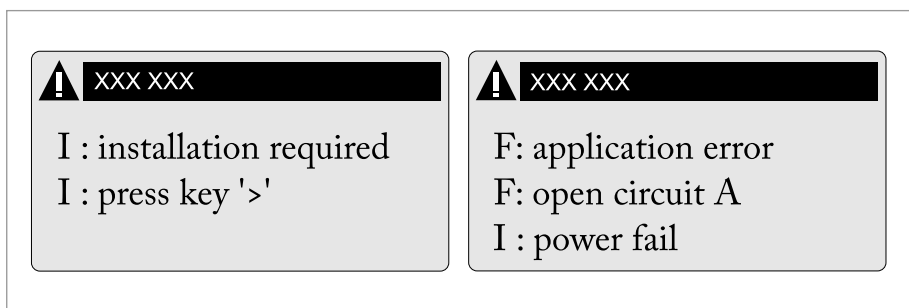 XXX XXX
I : installation required
I : press key '>'
XXX XXX
F: application error
F: open circuit A
I : power fail